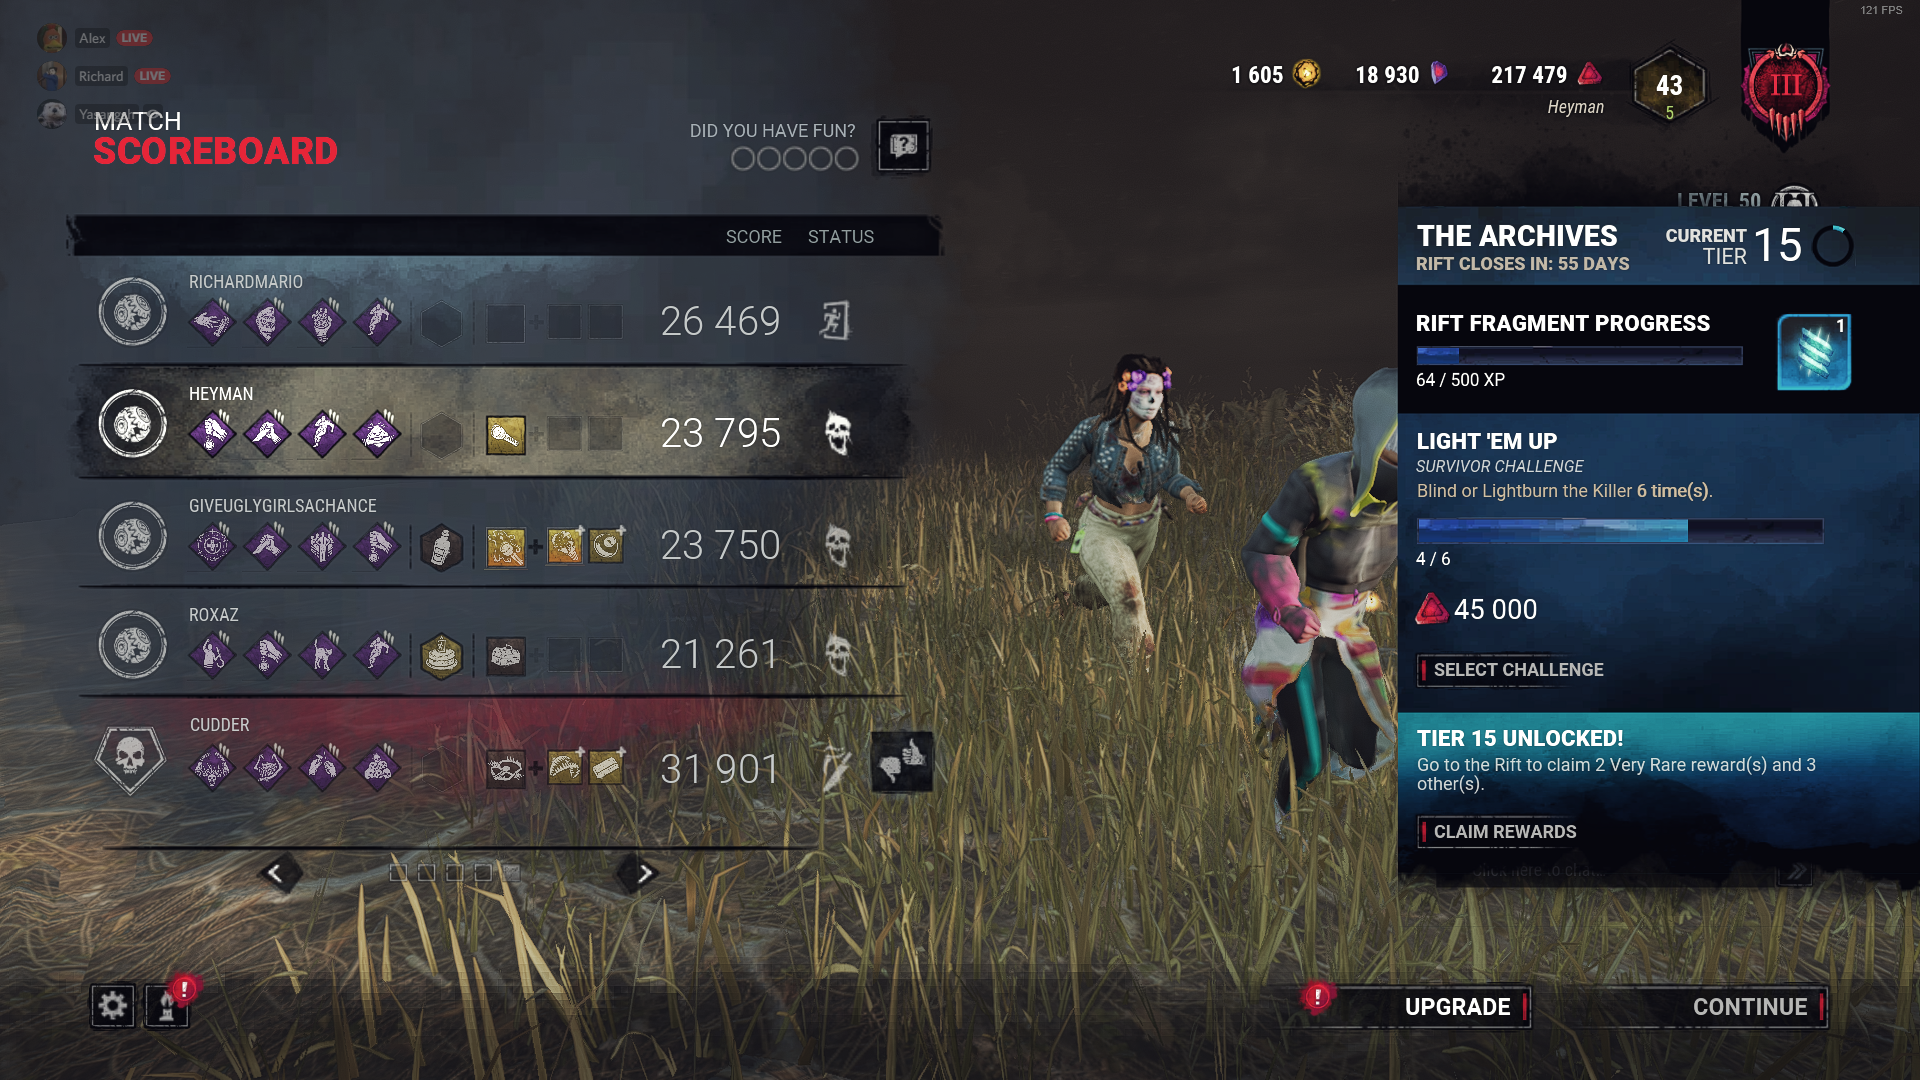 121 FPS
Alex LIVE
Richard LIVE
1 605
18 930
217 479
43
5
III
Heyman
MATCH
SCOREBOARD
DID YOU HAVE FUN?
SCORE STATUS
RICHARDMARIO
26 469
HEYMAN
23 795
GIVEUGLYGIRLSACHANCE
23 750
ROXAZ
21 261
CUDDER
31 901
LEVEL 50
THE ARCHIVES
RIFT CLOSES IN: 55 DAYS
CURRENT
TIER
15
RIFT FRAGMENT PROGRESS
1
64 / 500 XP
LIGHT 'EM UP
SURVIVOR CHALLENGE
Blind or Lightburn the Killer 6 time(s).
4 / 6
45 000
SELECT CHALLENGE
TIER 15 UNLOCKED!
Go to the Rift to claim 2 Very Rare reward(s) and 3
other(s).
CLAIM REWARDS
!
!
UPGRADE
CONTINUE